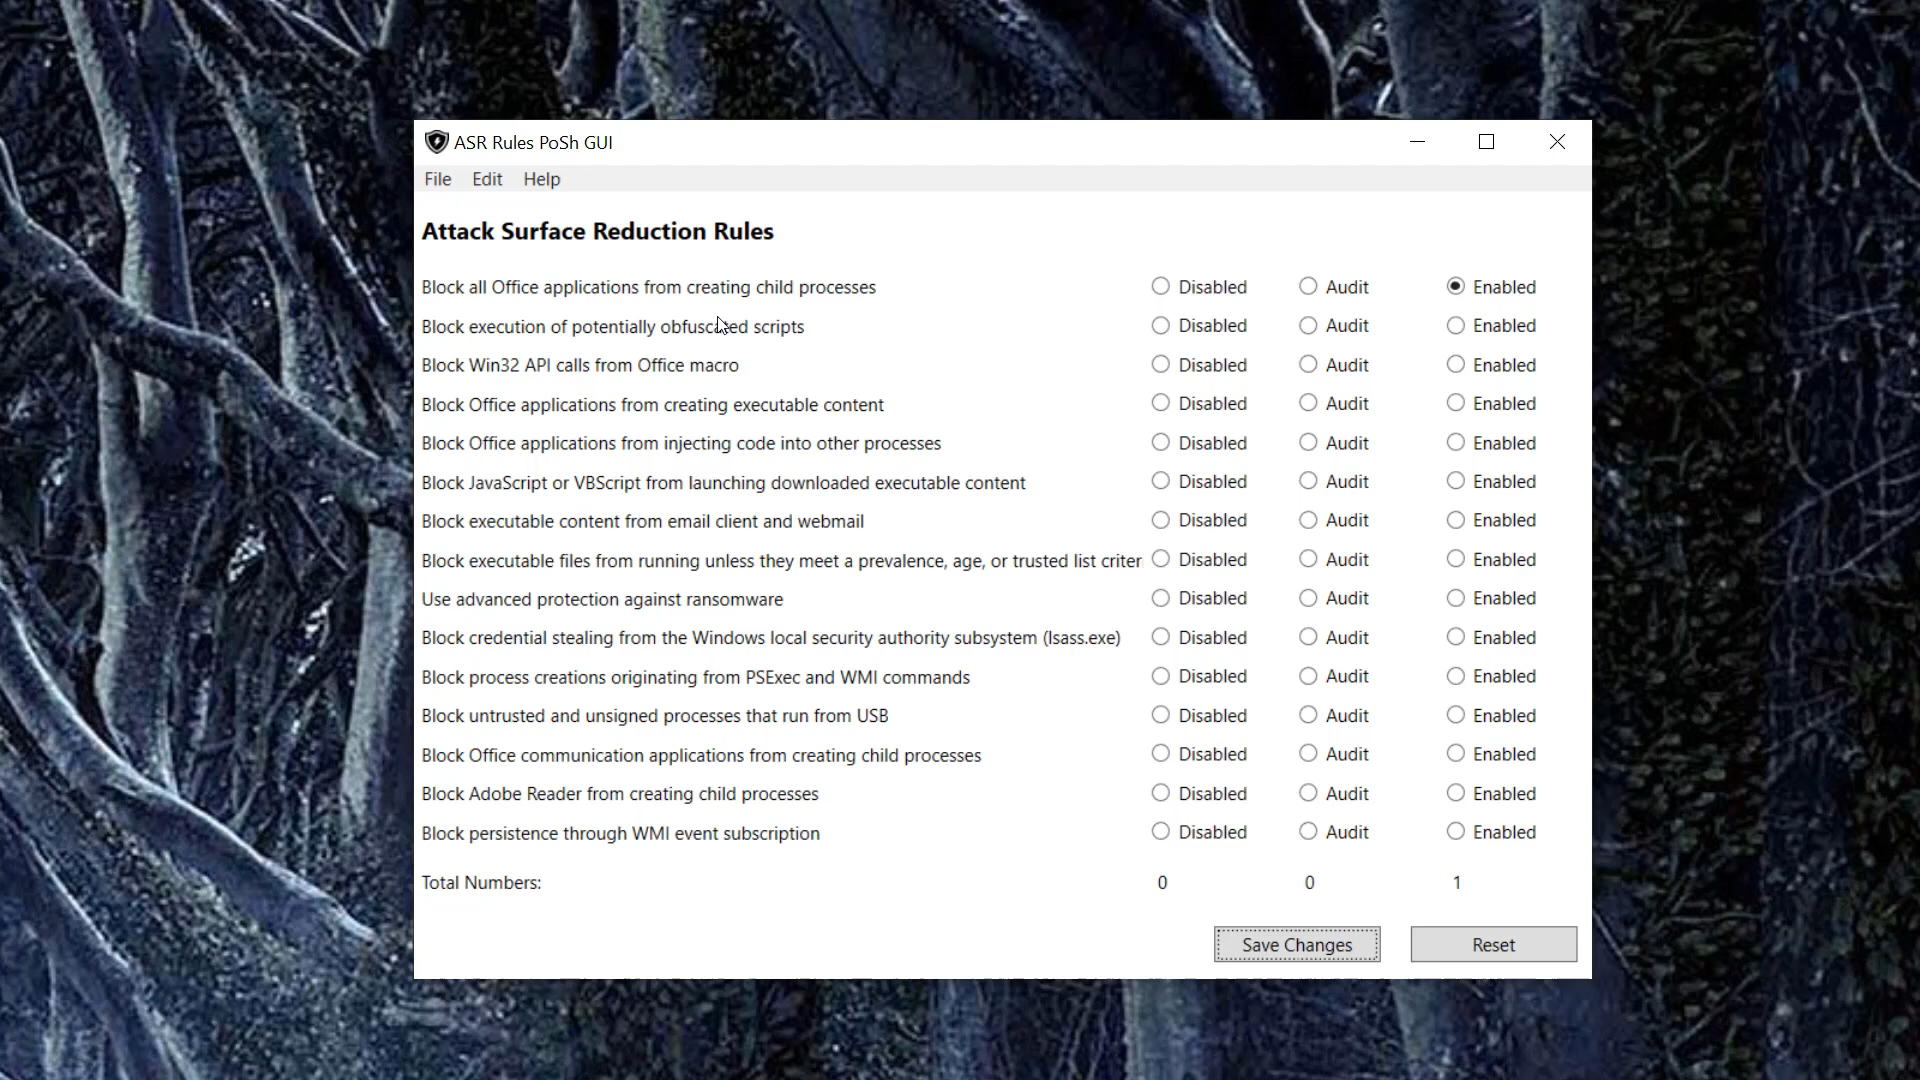 ASR Rules PoSh GUI
File Edit Help
Attack Surface Reduction Rules
Block all Office applications from creating child processes Disabled Audit Enabled
Block execution of potentially obfuscated scripts Disabled Audit Enabled
Block Win32 API calls from Office macro Disabled Audit Enabled
Block Office applications from creating executable content Disabled Audit Enabled
Block Office applications from injecting code into other processes Disabled Audit Enabled
Block JavaScript or VBScript from launching downloaded executable content Disabled Audit Enabled
Block executable content from email client and webmail Disabled Audit Enabled
Block executable files from running unless they meet a prevalence, age, or trusted list criter Disabled Audit Enabled
Use advanced protection against ransomware Disabled Audit Enabled
Block credential stealing from the Windows local security authority subsystem (lsass.exe) Disabled Audit Enabled
Block process creations originating from PSExec and WMI commands Disabled Audit Enabled
Block untrusted and unsigned processes that run from USB Disabled Audit Enabled
Block Office communication applications from creating child processes Disabled Audit Enabled
Block Adobe Reader from creating child processes Disabled Audit Enabled
Block persistence through WMI event subscription Disabled Audit Enabled
Total Numbers: 0 0 1
Save Changes Reset